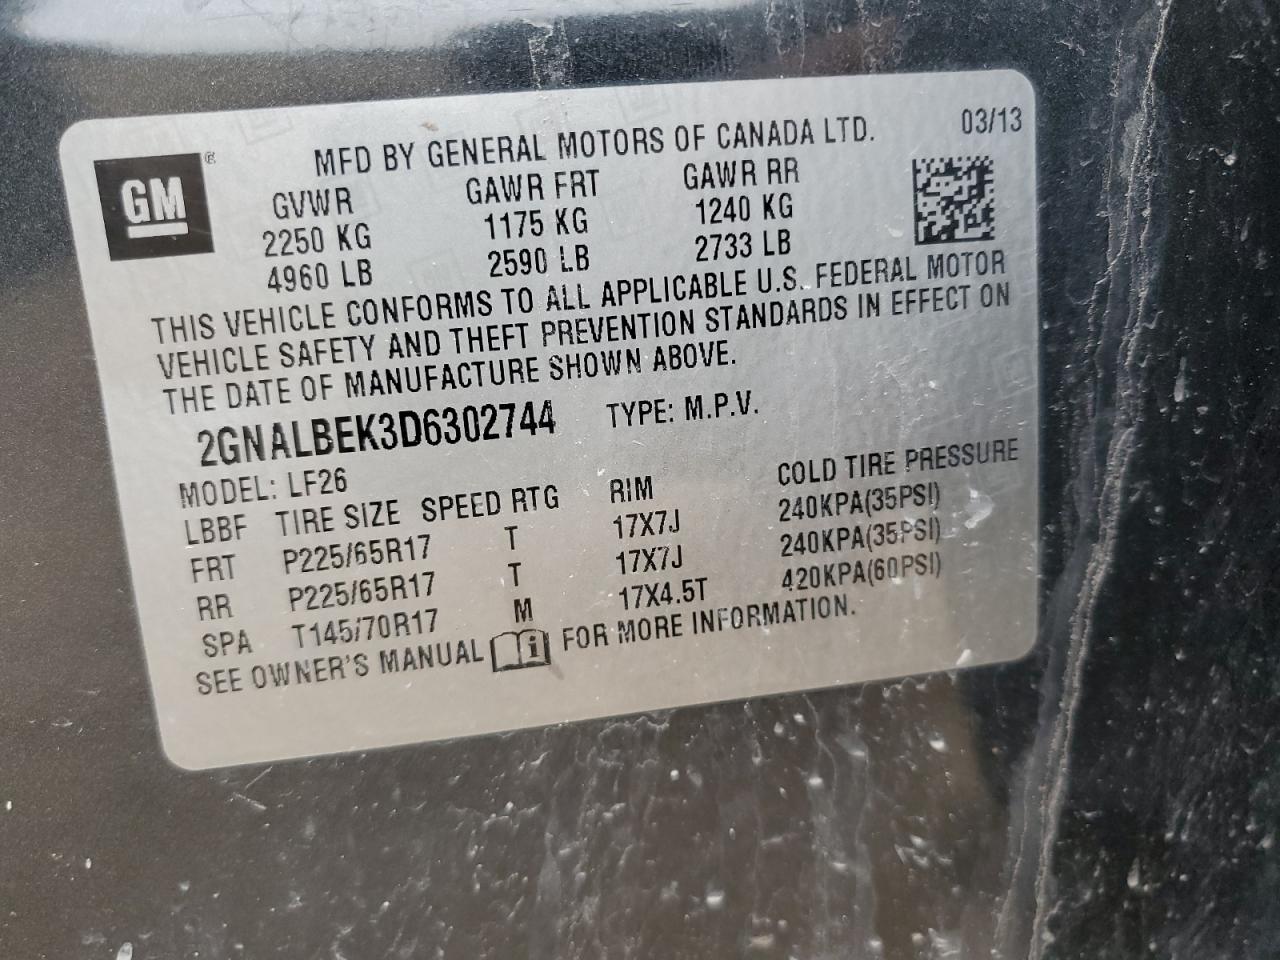 GM ®
MFD BY GENERAL MOTORS OF CANADA LTD. 03/13
GVWR GAWR FRT GAWR RR
2250 KG 1175 KG 1240 KG
4960 LB 2590 LB 2733 LB
THIS VEHICLE CONFORMS TO ALL APPLICABLE U.S. FEDERAL MOTOR
VEHICLE SAFETY AND THEFT PREVENTION STANDARDS IN EFFECT ON
THE DATE OF MANUFACTURE SHOWN ABOVE.
2GNALBEK3D6302744 TYPE: M.P.V.
MODEL: LF26
LBBF TIRE SIZE SPEED RTG RIM COLD TIRE PRESSURE
FRT P225/65R17 T 17X7J 240KPA(35PSI)
RR P225/65R17 T 17X7J 240KPA(35PSI)
SPA T145/70R17 M 17X4.5T 420KPA(60PSI)
SEE OWNER'S MANUAL i FOR MORE INFORMATION.